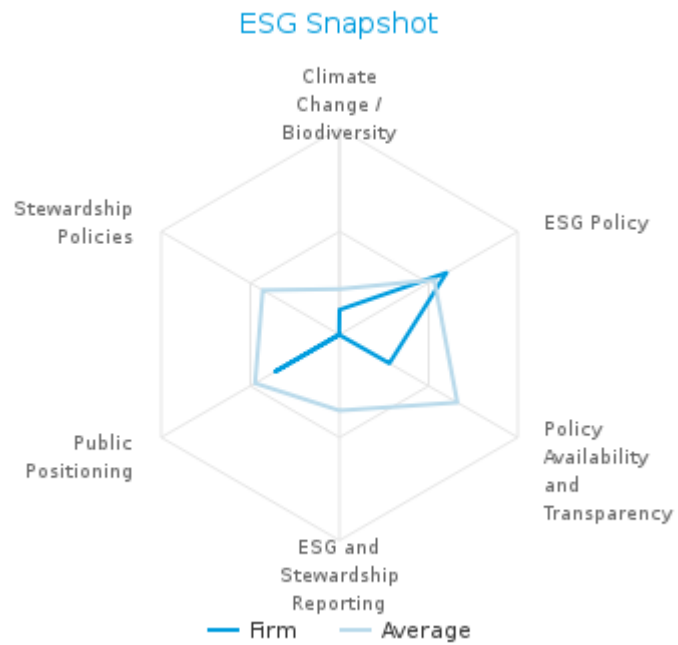 ESG Snapshot
Climate
Change /
Biodiversity
Stewardship
Policies
ESG Policy
Public
Positioning
Policy
Availability
and
Transparency
ESG and
Stewardship
Reporting
Firm
Average